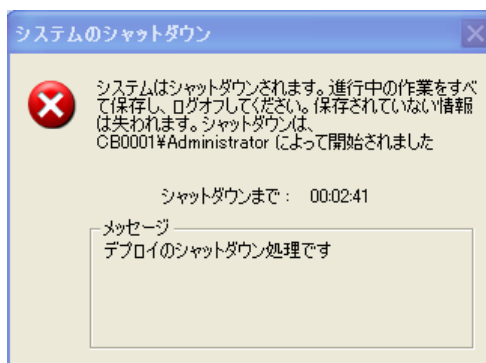 システムのシャットダウン
システムはシャットダウンされます。進行中の作業をすべ
て保存し、ログオフしてください。保存されていない情報
は失われます。シャットダウンは、
CB0001¥Administrator によって開始されました
シャットダウンまで： 00:02:41
メッセージ
デプロイのシャットダウン処理です